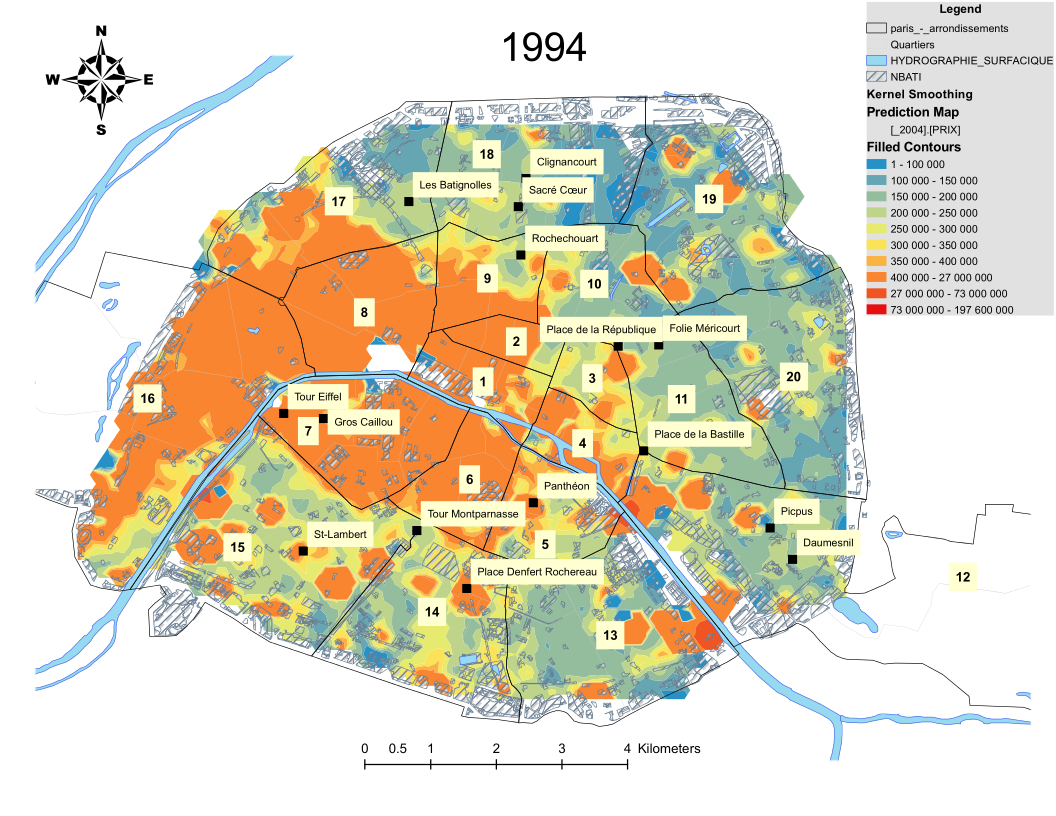 1994
N
W
E
S
Legend
paris_-_arrondissements
Quartiers
HYDROGRAPHIE_SURFACIQUE
NBATI
Kernel Smoothing
Prediction Map
[_2004].[PRIX]
Filled Contours
1 - 100 000
100 000 - 150 000
150 000 - 200 000
200 000 - 250 000
250 000 - 300 000
300 000 - 350 000
350 000 - 400 000
400 000 - 27 000 000
27 000 000 - 73 000 000
73 000 000 - 197 600 000
18
Clignancourt
Les Batignolles
Sacré Cœur
17
19
Rochechouart
9
10
8
Place de la République
Folie Méricourt
2
3
20
1
16
Tour Eiffel
11
Gros Caillou
7
Place de la Bastille
4
6
Panthéon
Tour Montparnasse
Picpus
St-Lambert
15
5
Daumesnil
Place Denfert Rochereau
12
14
13
0 0.5 1 2 3 4 Kilometers